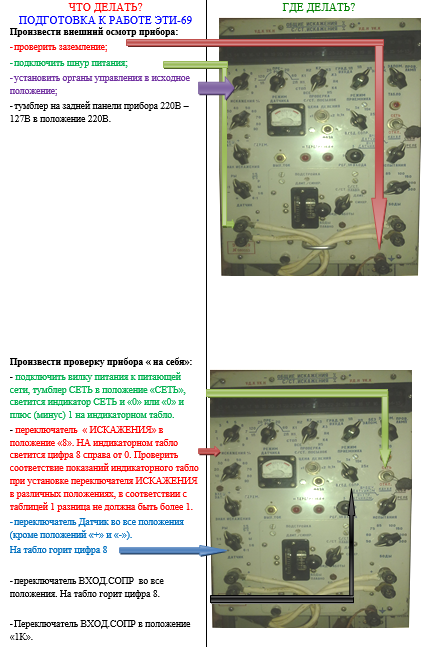 ЧТО ДЕЛАТЬ?
ГДЕ ДЕЛАТЬ?
ПОДГОТОВКА К РАБОТЕ ЭТИ-69
Произвести внешний осмотр прибора:
- проверить заземление;
- подключить шнур питания;
- установить органы управления в исходное
положение;
- тумблер на задней панели прибора 220В –
127В в положение 220В.
Произвести проверку прибора « на себя»:
- подключить вилку питания к питающей
сети, тумблер СЕТЬ в положение «СЕТЬ»,
светится индикатор СЕТЬ и «0» или «0» и
плюс (минус) 1 на индикаторном табло.
- переключатель « ИСКАЖЕНИЯ» в
положение «8». НА индикаторном табло
светится цифра 8 справа от 0. Проверить
соответствие показаний индикаторного табло
при установке переключателя ИСКАЖЕНИЯ
в различных положениях, в соответствии с
таблицей 1 разница не должна быть более 1.
- переключатель Датчик во все положения
(кроме положений «+» и «-»).
На табло горит цифра 8
- переключатель ВХОД.СОПР во все
положения. На табло горит цифра 8.
- Переключатель ВХОД.СОПР в положение
«1К».